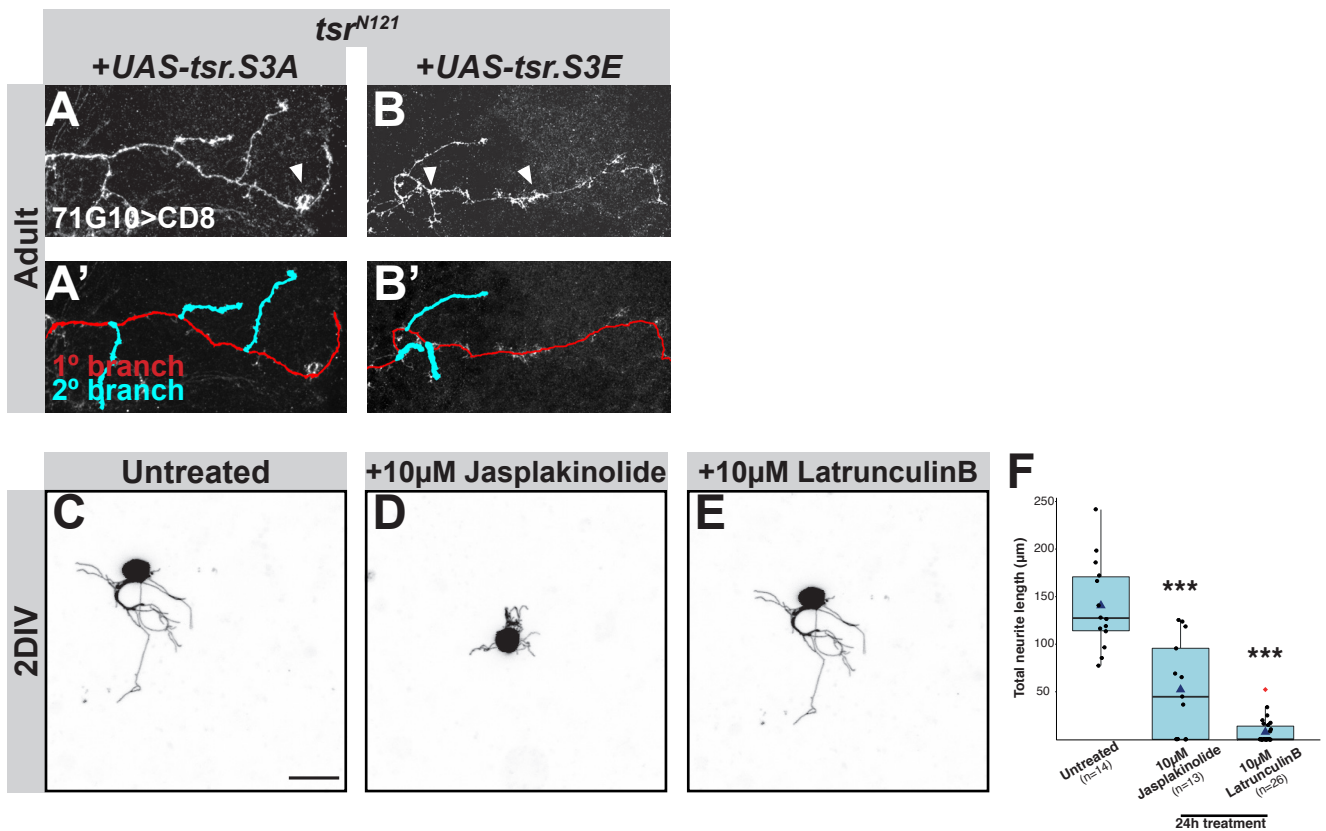 tsrN121
+UAS-tsr.S3A
+UAS-tsr.S3E
Adult
A
B
71G10>CD8
A’
B’
1º branch
2º branch
Untreated
+10µM Jasplakinolide
+10µM LatrunculinB
2DIV
C
D
E
F
Total neurite length (µm)
250
200
150
100
50
***
***
Untreated
(n=14)
10µM
Jasplakinolide
(n=13)
10µM
LatrunculinB
(n=26)
24h treatment